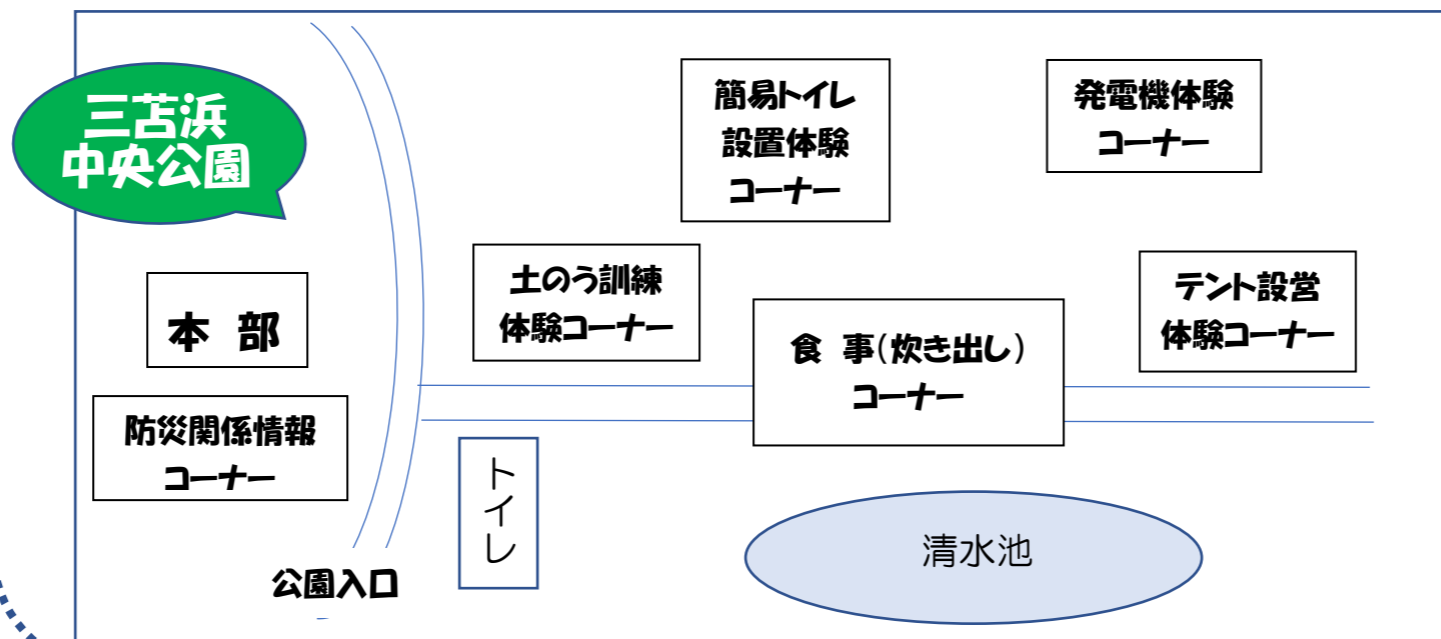 三苫浜
中央公園
簡易トイレ
設置体験
コーナー
発電機体験
コーナー
土のう訓練
体験コーナー
テント設営
体験コーナー
本 部
食 事(炊き出し)
コーナー
防災関係情報
コーナー
トイレ
清水池
公園入口